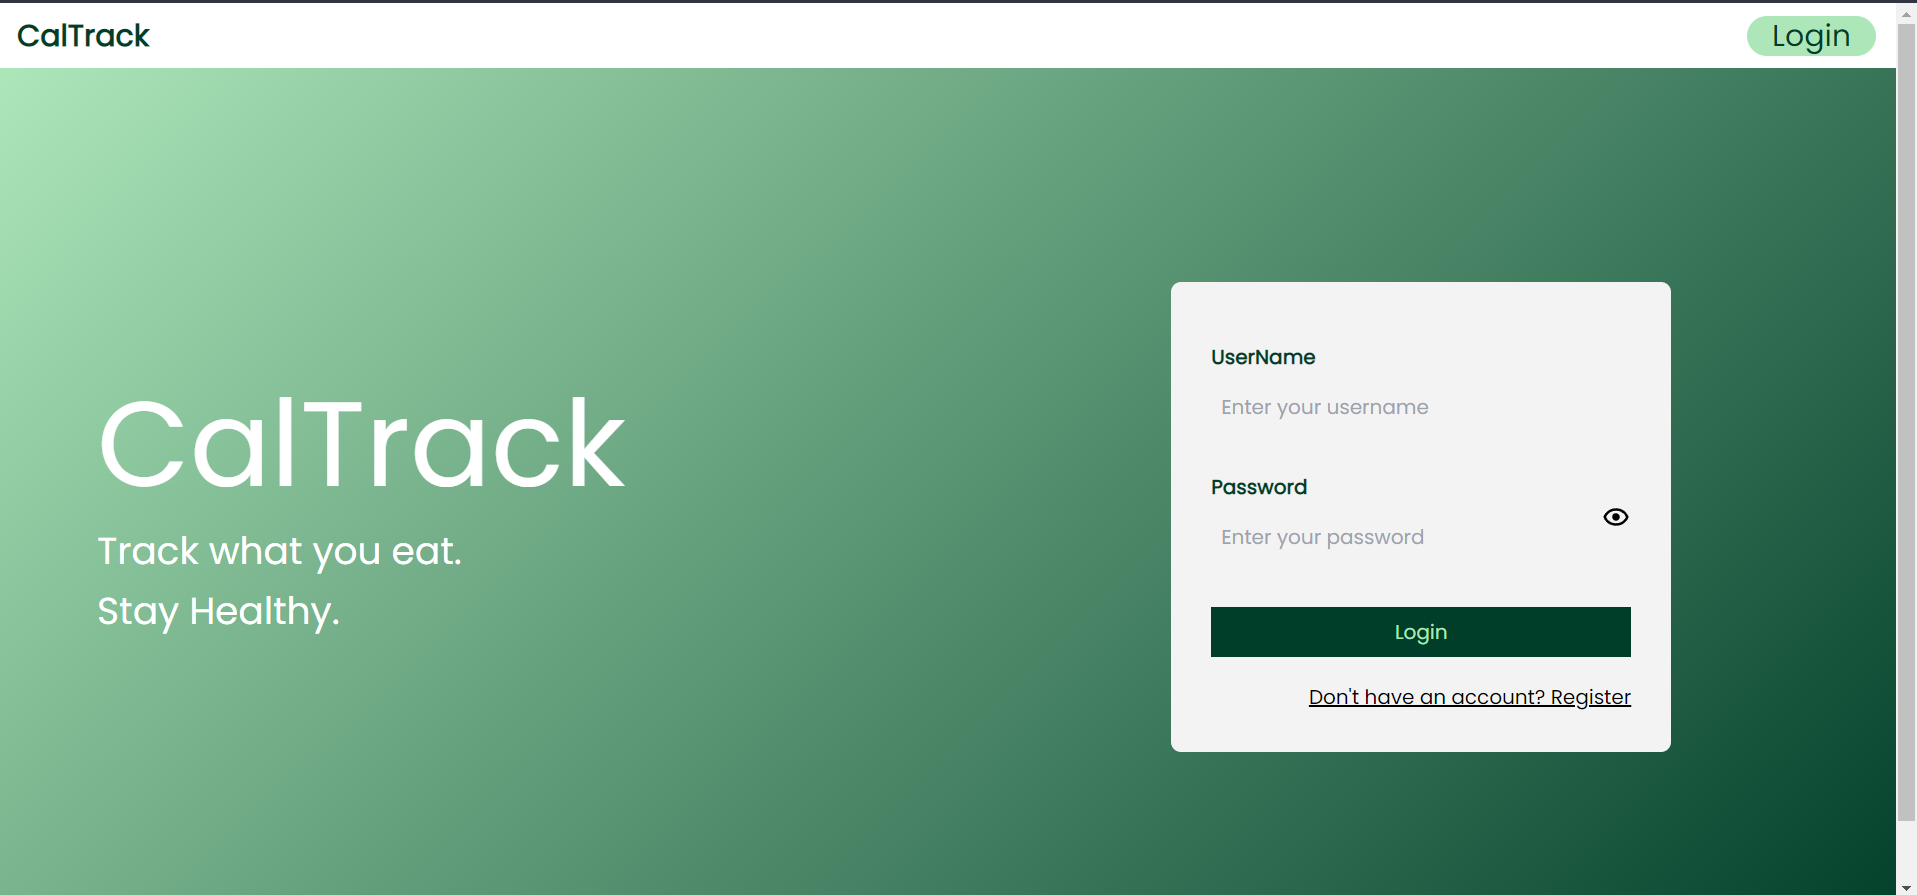 CalTrack
Login
CalTrack
Track what you eat.
Stay Healthy.
UserName
Enter your username
Password
Enter your password
Login
Don't have an account? Register